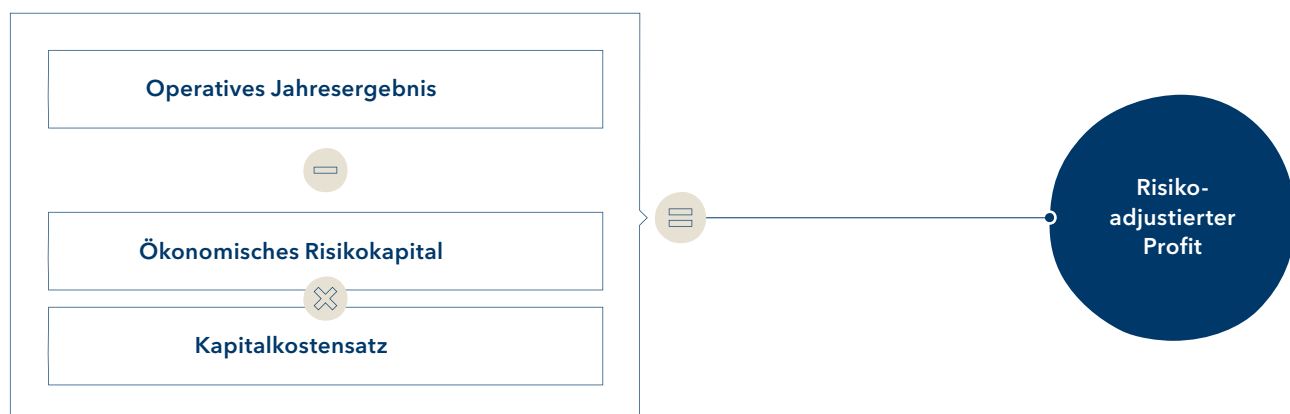 Operatives Jahresergebnis
Ökonomisches Risikokapital
Kapitalkostensatz
Risiko-
adjustierter
Profit